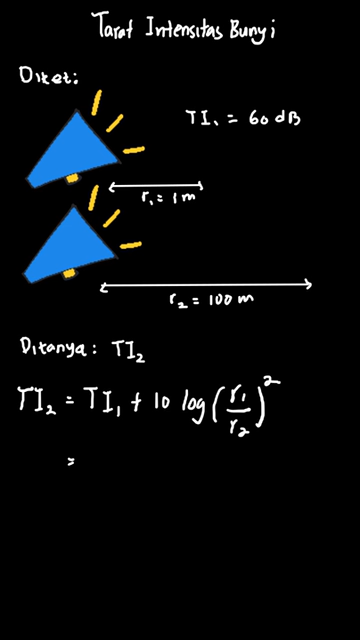 Taraf Intensitas Bunyi
Diket:
TI₁ = 60 dB
r₁ = 1 m
r₂ = 100 m
Ditanya: TI₂
TI₂ = TI₁ + 10 log (r₁/r₂)²
=